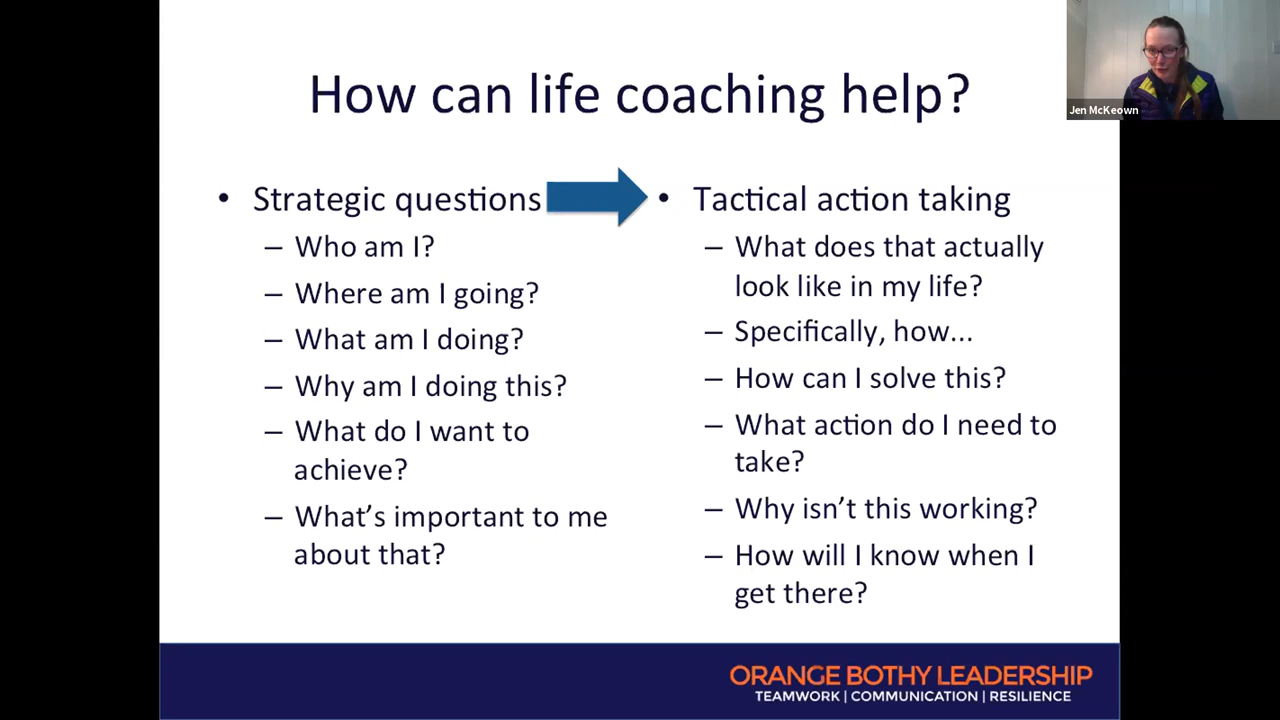 How can life coaching help?
Jen McKeown
• Strategic questions
– Who am I?
– Where am I going?
– What am I doing?
– Why am I doing this?
– What do I want to
achieve?
– What's important to me
about that?
• Tactical action taking
– What does that actually
look like in my life?
– Specifically, how...
– How can I solve this?
– What action do I need to
take?
– Why isn't this working?
– How will I know when I
get there?
ORANGE BOTHY LEADERSHIP
TEAMWORK | COMMUNICATION | RESILIENCE